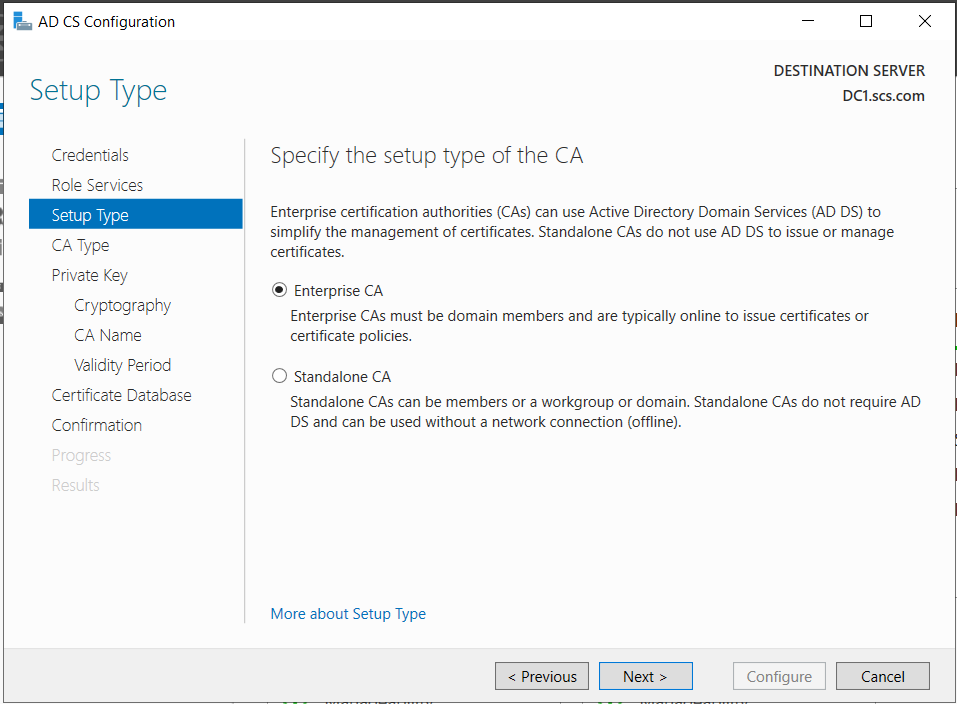 AD CS Configuration
DESTINATION SERVER
DC1.scs.com
Setup Type
Credentials
Role Services
Setup Type
CA Type
Private Key
Cryptography
CA Name
Validity Period
Certificate Database
Confirmation
Progress
Results
Specify the setup type of the CA
Enterprise certification authorities (CAs) can use Active Directory Domain Services (AD DS) to
simplify the management of certificates. Standalone CAs do not use AD DS to issue or manage
certificates.
Enterprise CA
Enterprise CAs must be domain members and are typically online to issue certificates or
certificate policies.
Standalone CA
Standalone CAs can be members or a workgroup or domain. Standalone CAs do not require AD
DS and can be used without a network connection (offline).
More about Setup Type
< Previous
Next >
Configure
Cancel